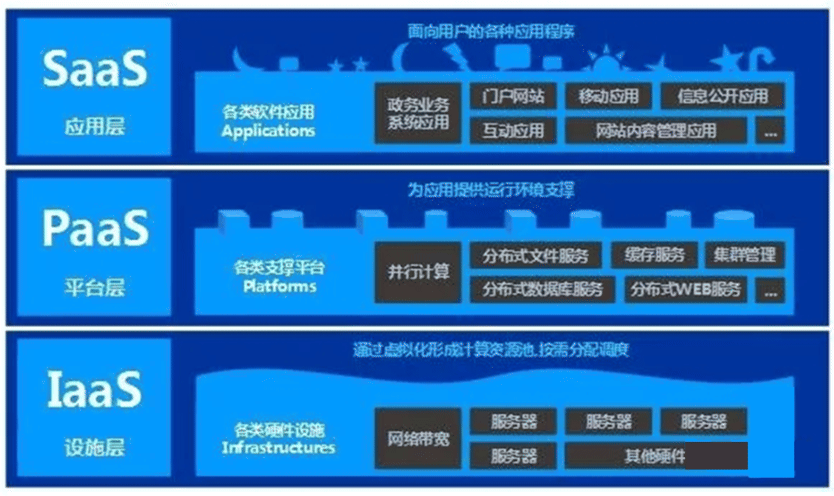 SaaS
应用层
面向用户的各种应用程序
各类软件应用
Applications
政务业务
系统应用
门户网站
移动应用
信息公开应用
互动应用
网站内容管理应用
...
PaaS
平台层
为应用提供运行环境支撑
各类支撑平台
Platforms
并行计算
分布式文件服务
缓存服务
集群管理
分布式数据库服务
分布式WEB服务
...
IaaS
设施层
通过虚拟化形成计算资源池,按需分配调度
各类硬件设施
Infrastructures
网络带宽
服务器
服务器
服务器
服务器
其他硬件